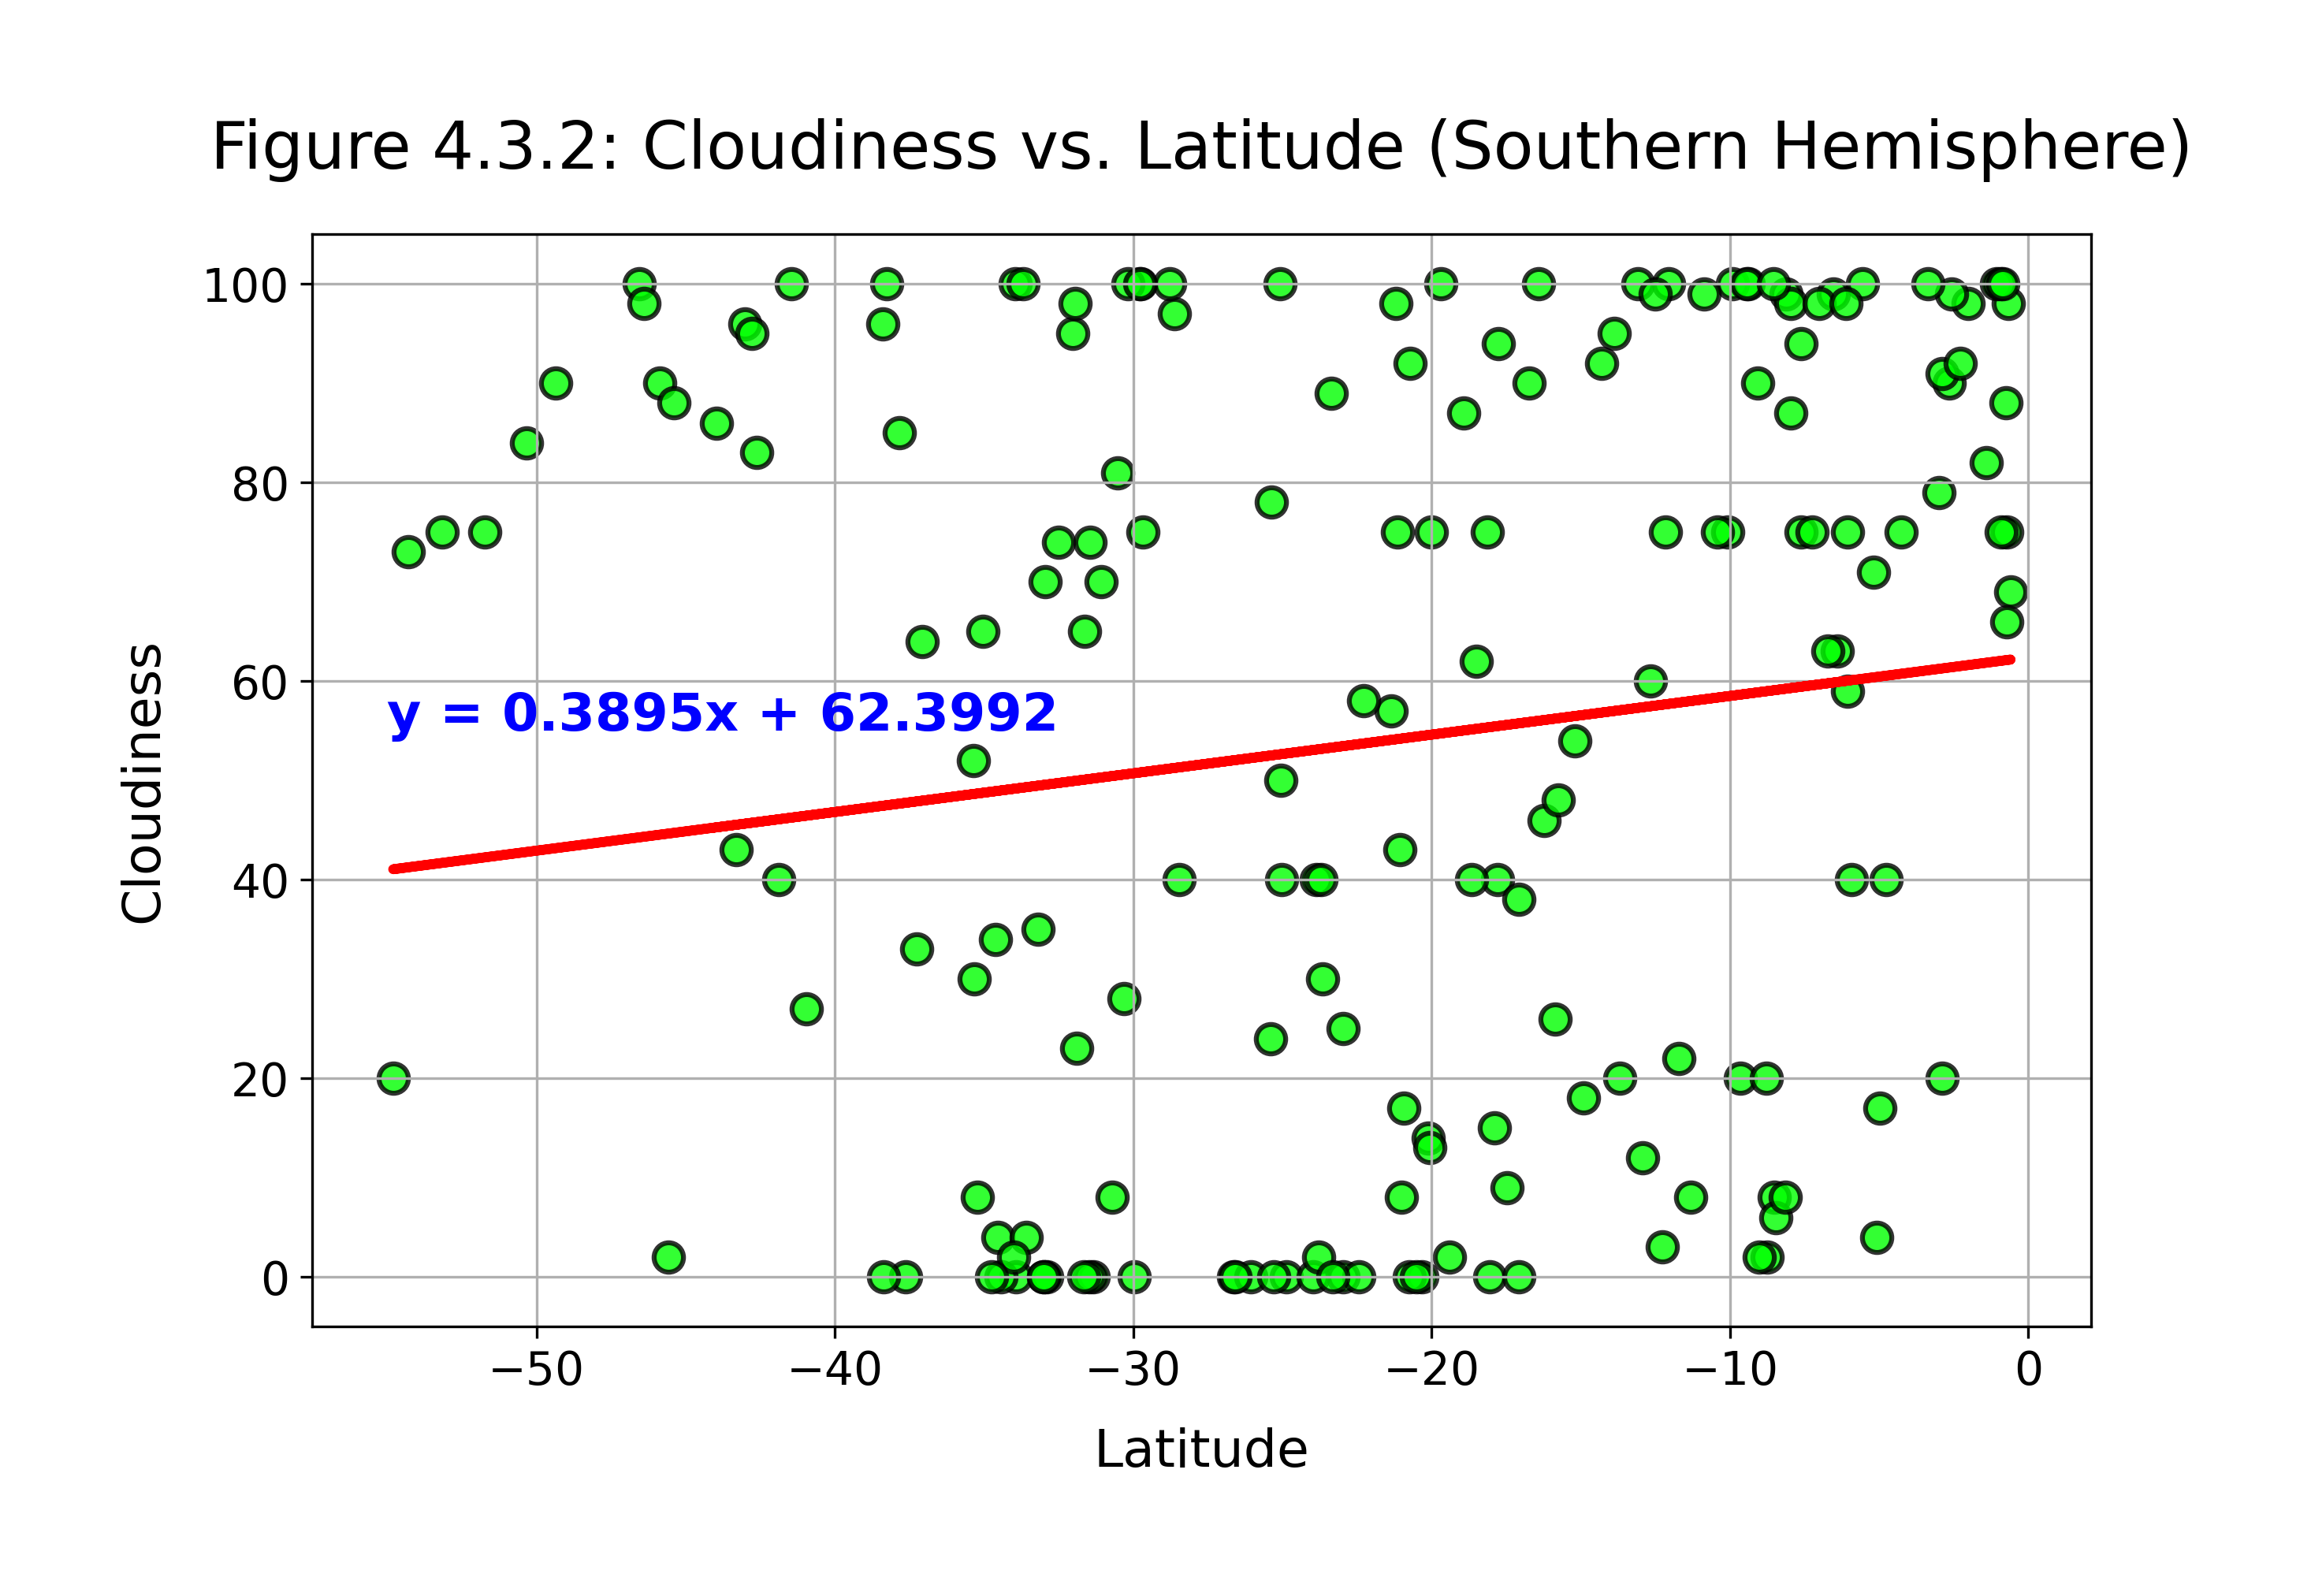 Figure 4.3.2: Cloudiness vs. Latitude (Southern Hemisphere)
100
80
60
40
20
0
Cloudiness
y = 0.3895x + 62.3992
−50 −40 −30 −20 −10 0
Latitude